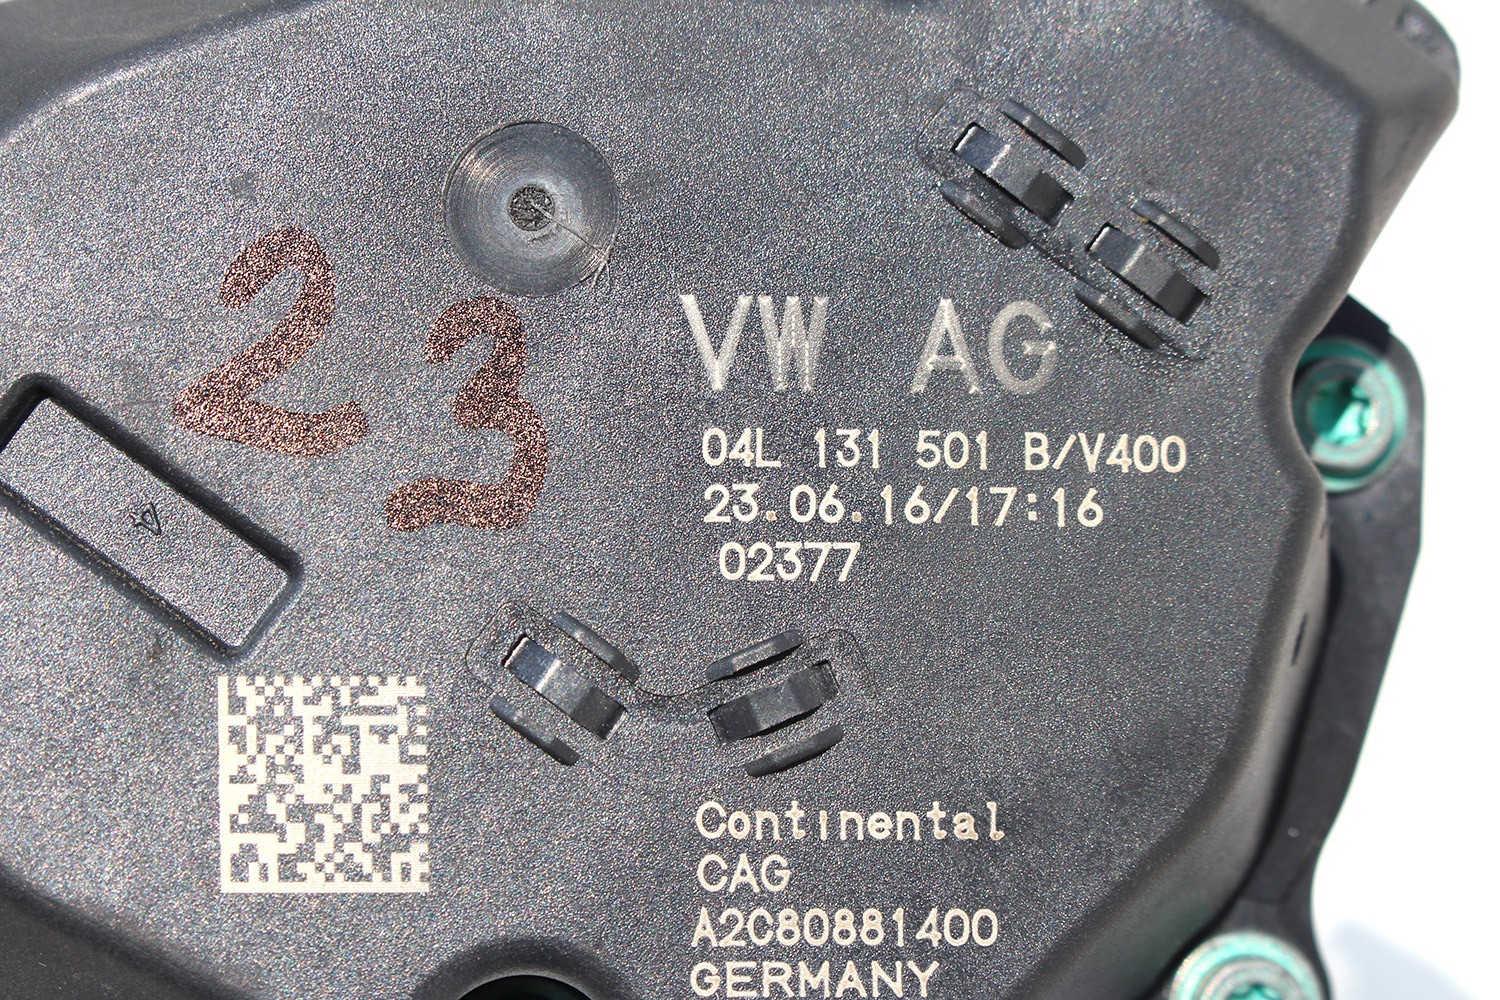 23
VW AG
04L 131 501 B/V400
23.06.16/17:16
02377
Continental
CAG
A2C80881400
GERMANY